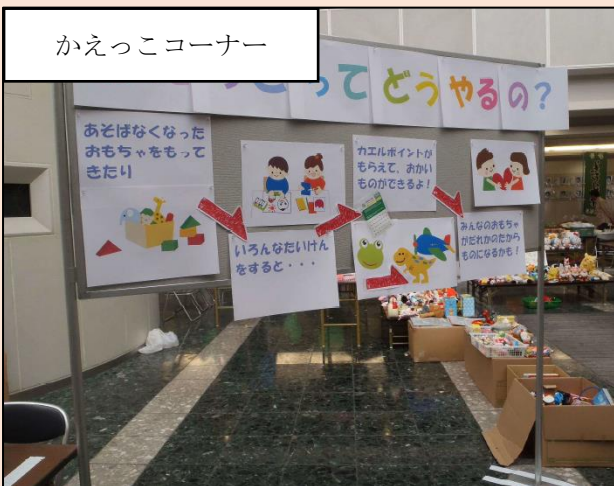 かえっこコーナー
ってどうやるの？
あそばなくなった
おもちゃをもって
きたり
いろんなたいけん
をすると・・・
カエルポイントが
もらえて、おかい
ものができるよ！
みんなのおもちゃ
がだれかのたから
ものになるかも！